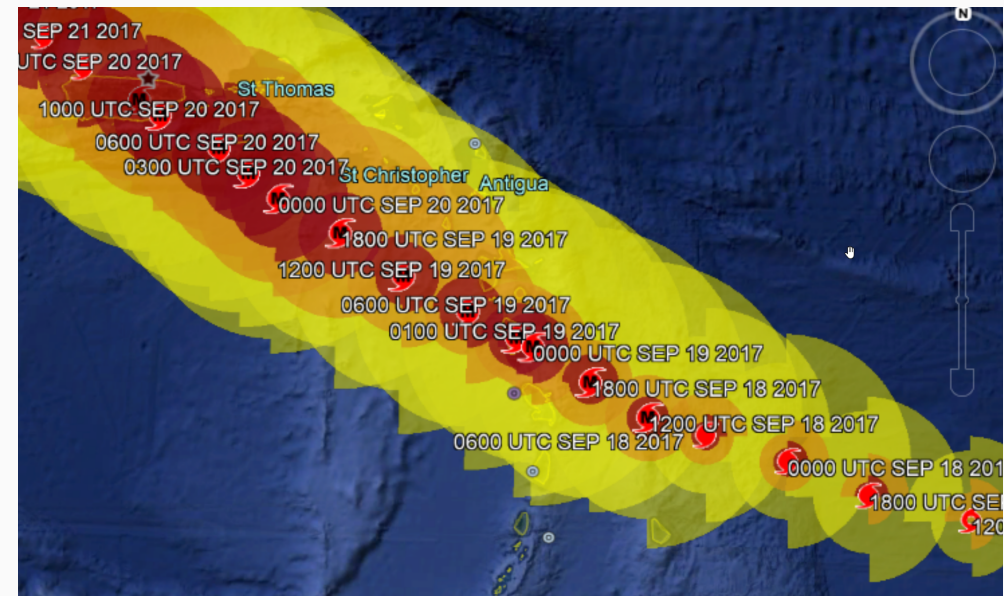 N
SEP 21 2017
UTC SEP 20 2017
St Thomas
1000 UTC SEP 20 2017
0600 UTC SEP 20 2017
0300 UTC SEP 20 2017
St Christopher
Antigua
0000 UTC SEP 20 2017
1800 UTC SEP 19 2017
1200 UTC SEP 19 2017
0600 UTC SEP 19 2017
0100 UTC SEP 19 2017
0000 UTC SEP 19 2017
1800 UTC SEP 18 2017
1200 UTC SEP 18 2017
0600 UTC SEP 18 2017
0000 UTC SEP 18 201
1800 UTC SE
120